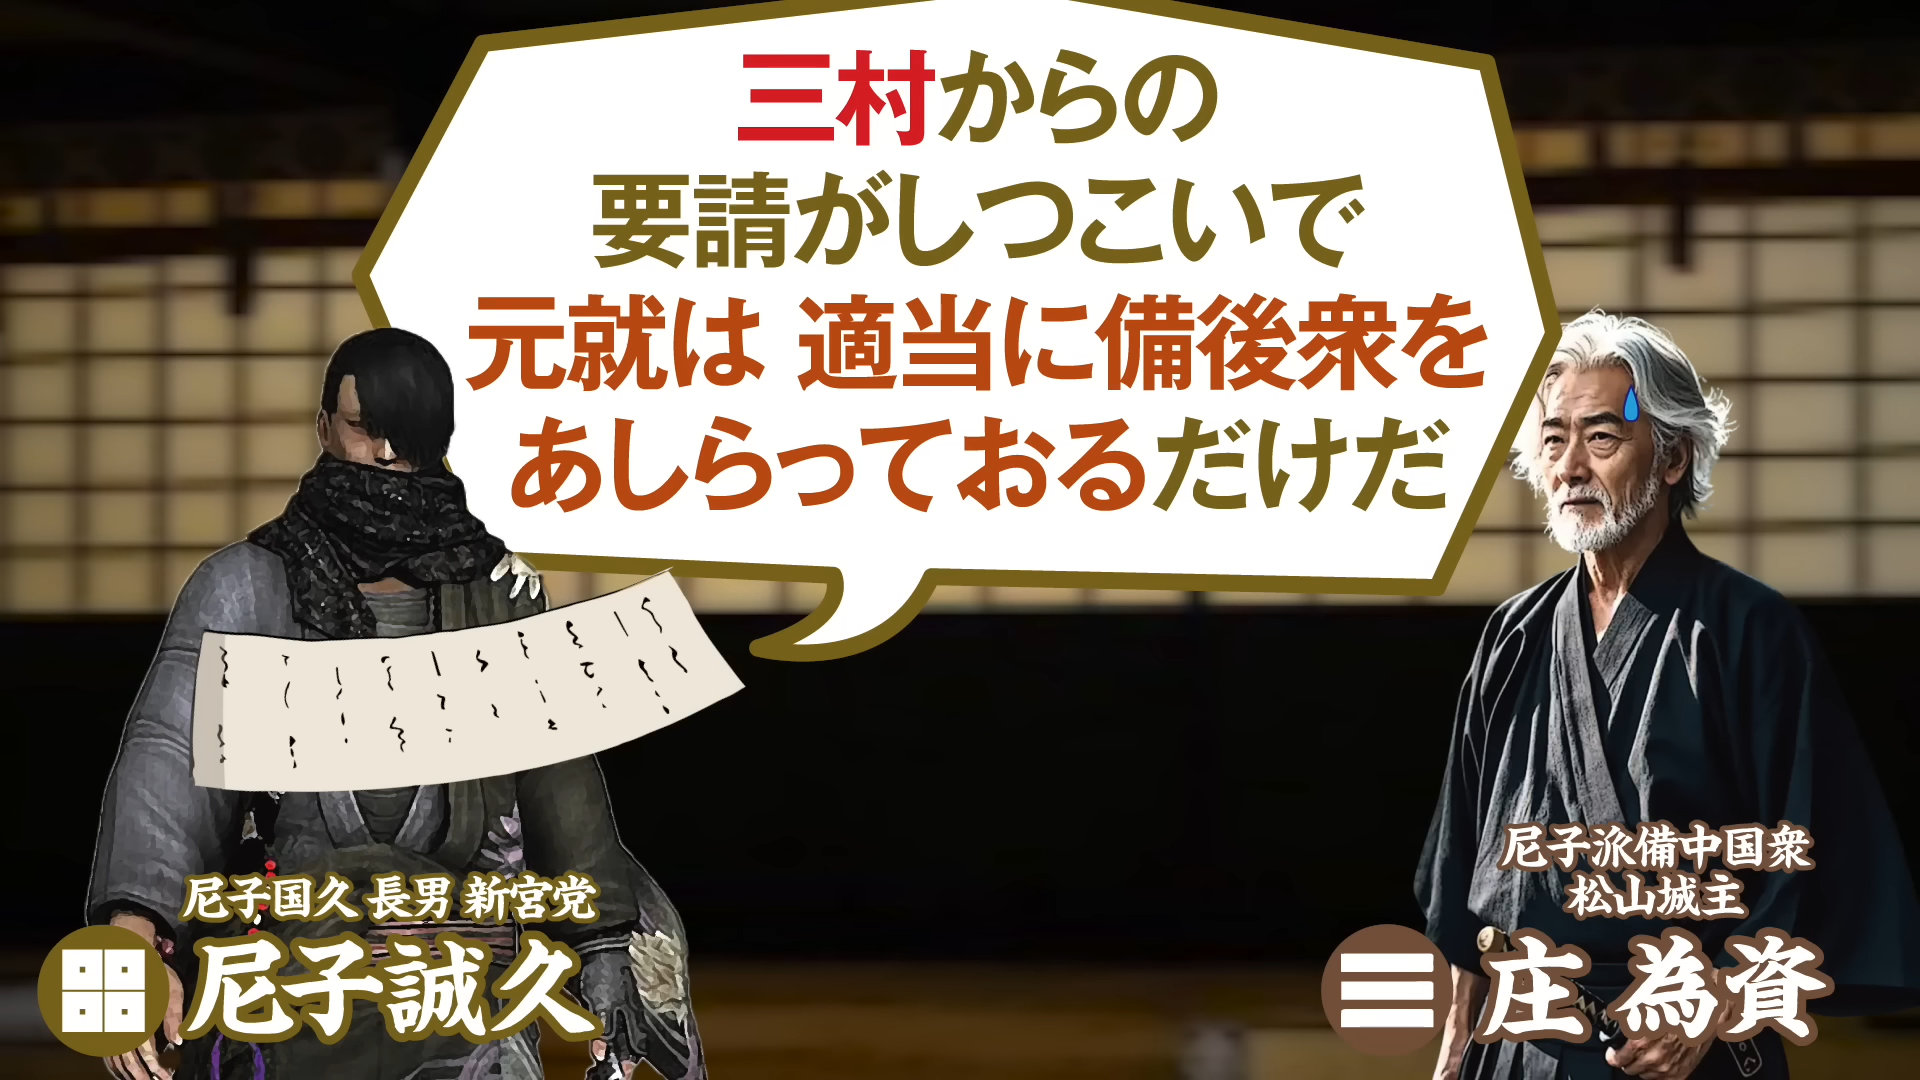 三村からの
要請がしつこいで
元就は 適当に備後衆を
あしらっておるだけだ
尼子国久 長男 新宮党
尼子誠久
尼子派備中国衆
松山城主
庄 為資